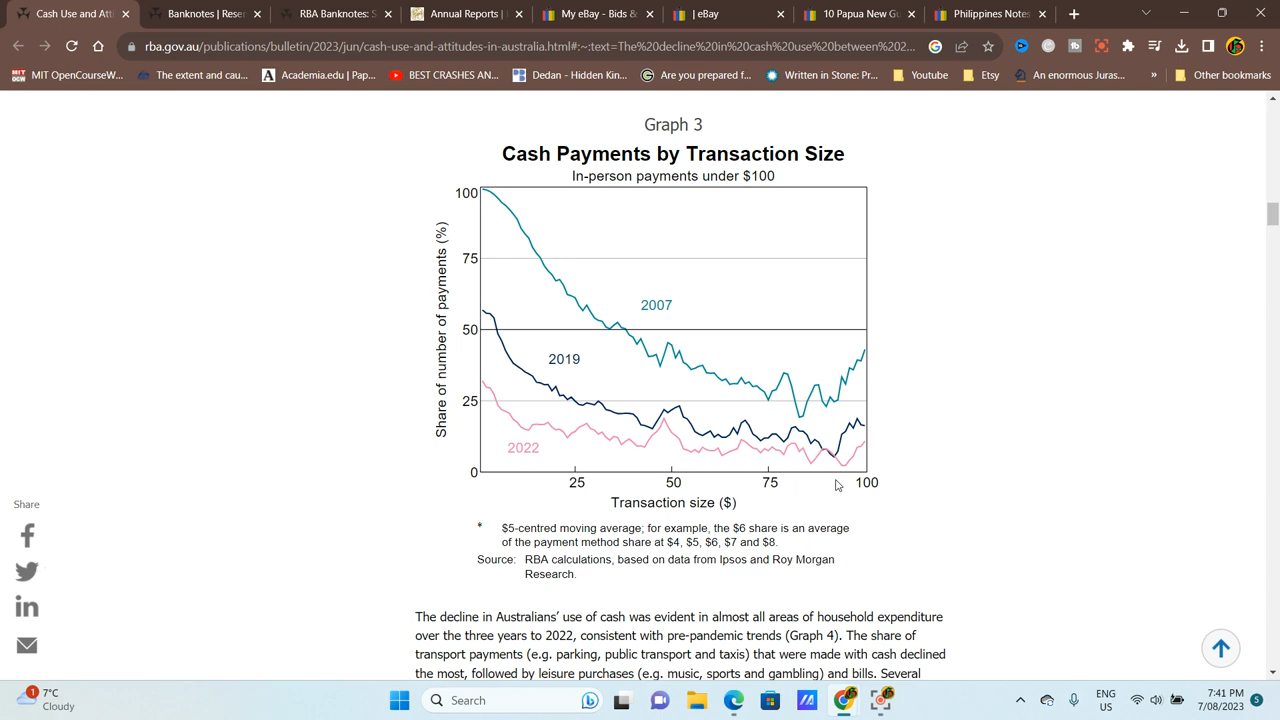 Cash Use and Atti
Banknotes | Reser
RBA Banknotes: S
Annual Reports |
My eBay - Bids &
| eBay
10 Papua New Gu
Philippines Notes
rba.gov.au/publications/bulletin/2023/jun/cash-use-and-attitudes-in-australia.html#:~:text=The%20decline%20in%20cash%20use%20between%202...
MIT OpenCourseW...
The extent and cau...
Academia.edu | Pap...
BEST CRASHES AN...
Dedan - Hidden Kin...
Are you prepared f...
Written in Stone: Pr...
Youtube
Etsy
An enormous Juras...
»
Other bookmarks
Graph 3
Cash Payments by Transaction Size
In-person payments under $100
Share of number of payments (%)
100
75
50
25
0
2007
2019
2022
25 50 75 100
Transaction size ($)
* $5-centred moving average; for example, the $6 share is an average
of the payment method share at $4, $5, $6, $7 and $8.
Source: RBA calculations, based on data from Ipsos and Roy Morgan
Research.
Share
The decline in Australians' use of cash was evident in almost all areas of household expenditure
over the three years to 2022, consistent with pre-pandemic trends (Graph 4). The share of
transport payments (e.g. parking, public transport and taxis) that were made with cash declined
the most, followed by leisure purchases (e.g. music, sports and gambling) and bills. Several
1
7°C
Cloudy
Search
ENG
US
7:41 PM
7/08/2023
5